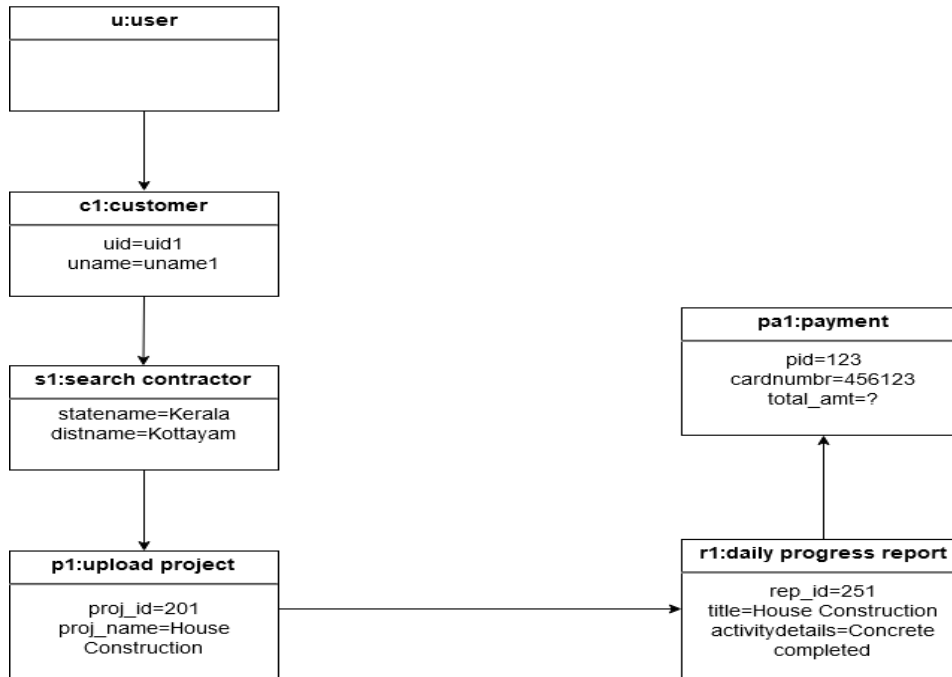 u:user
c1:customer
uid=uid1
uname=uname1
s1:search contractor
statename=Kerala
distname=Kottayam
p1:upload project
proj_id=201
proj_name=House
Construction
pa1:payment
pid=123
cardnumbr=456123
total_amt=?
r1:daily progress report
rep_id=251
title=House Construction
activitydetails=Concrete
completed